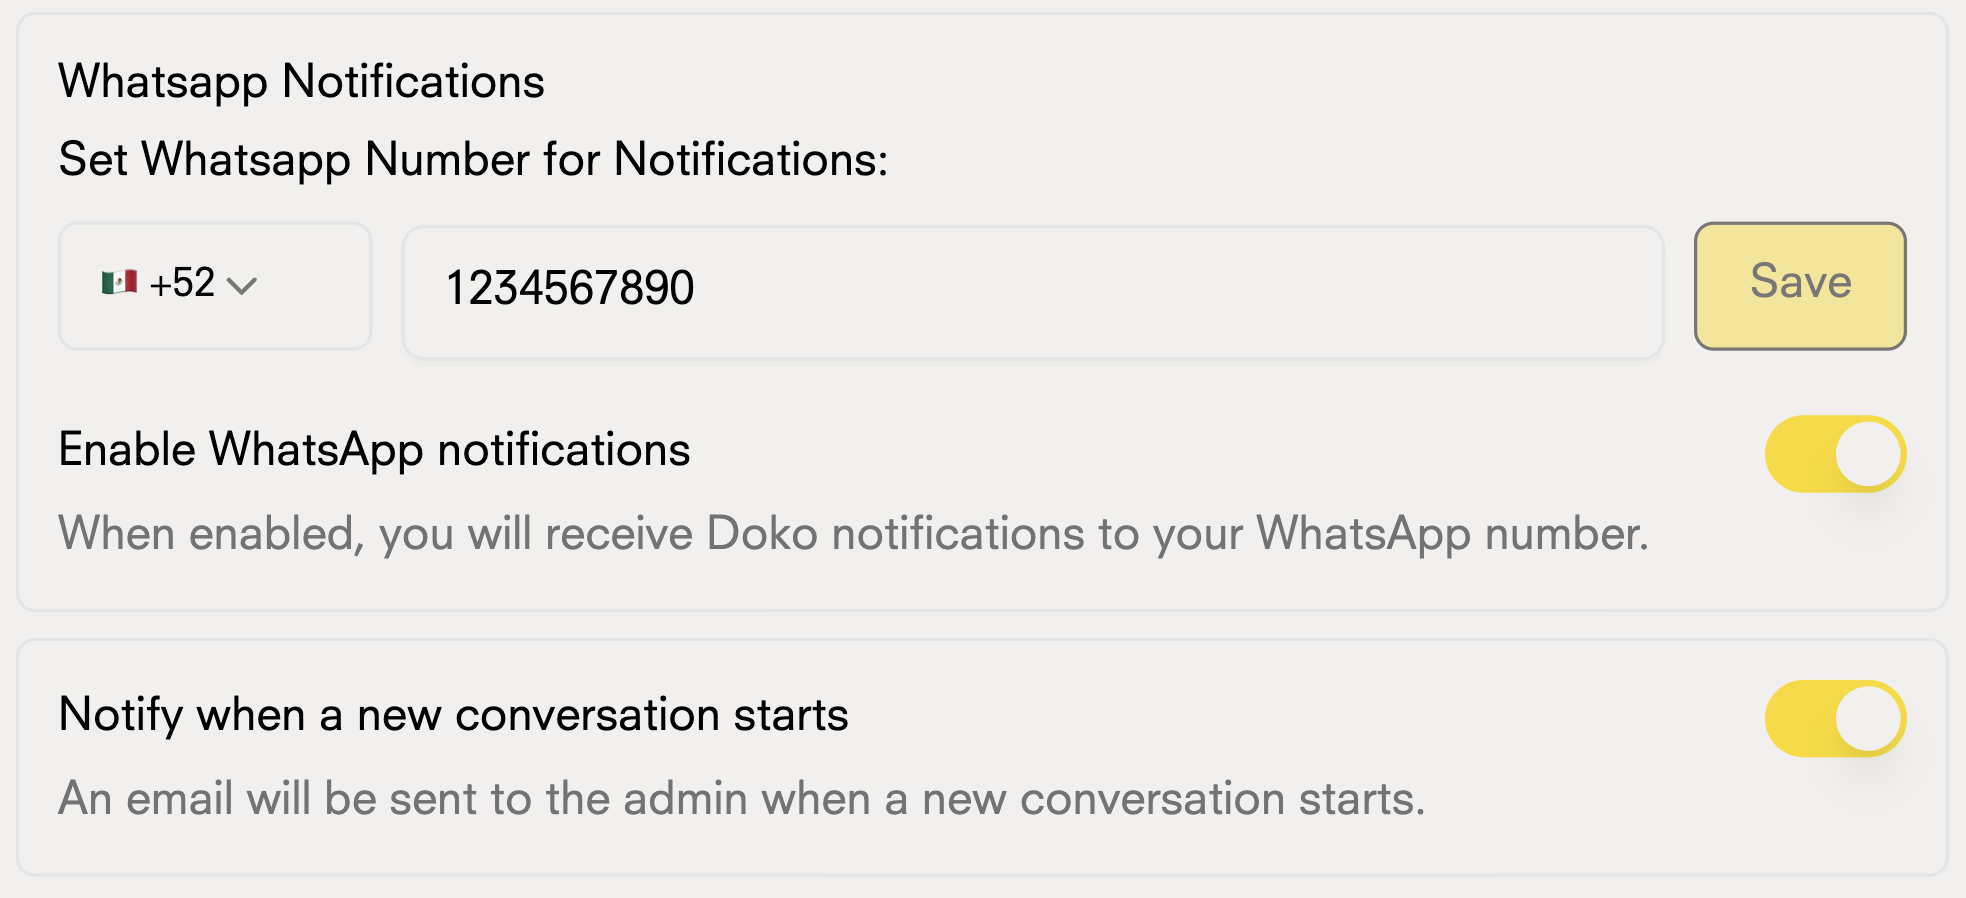 Whatsapp Notifications
Set Whatsapp Number for Notifications:
+52
1234567890
Save
Enable WhatsApp notifications
When enabled, you will receive Doko notifications to your WhatsApp number.
Notify when a new conversation starts
An email will be sent to the admin when a new conversation starts.